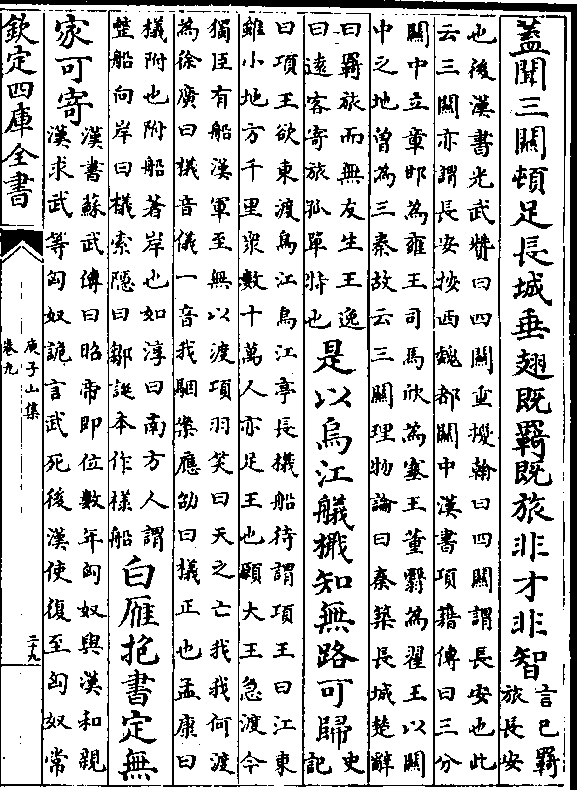 蓋聞三關頓足長城垂翅既羇既旅非才非智
言已羇
旅長安
也後漢書光武贊曰四關重擾翰曰四關謂長安也此
云三關亦謂長安按西魏都關中漢書項籍傳曰三分
關中立章邯為雍王司馬欣為塞王董翳為翟王以關
中之地曽為三秦故云三關理物論曰秦築長城楚辭
曰羇旅而無友生王逸
曰逺客寄旅孤單特也
是以烏江艤檝知無路可歸
史
記
曰項王欲東渡烏江烏江亭長檥船待謂項王曰江東
雖小地方千里衆數十萬人亦足王也願大王急渡今
獨臣有船漢軍至無以渡項羽笑曰天之亡我我何渡
為徐廣曰檥音儀一音我駰案應劭曰檥正也孟康曰
檥附也附船著岸也如淳曰南方人謂
整船向岸曰檥索隱曰鄒誕本作樣船
白雁抱書定無
家可寄
漢書蘇武傳曰昭帝即位數年匈奴與漢和親
漢求武等匈奴詭言武死後漢使復至匈奴常
欽定四庫全書
庾子山集
卷九
二十九